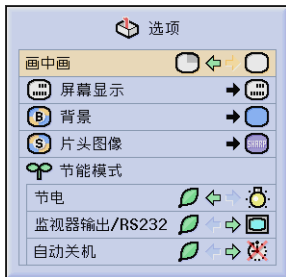 选项
画中画
屏幕显示
B 背景
S 片头图像 SHARP
节能模式
节电
监视器输出/RS232
自动关机